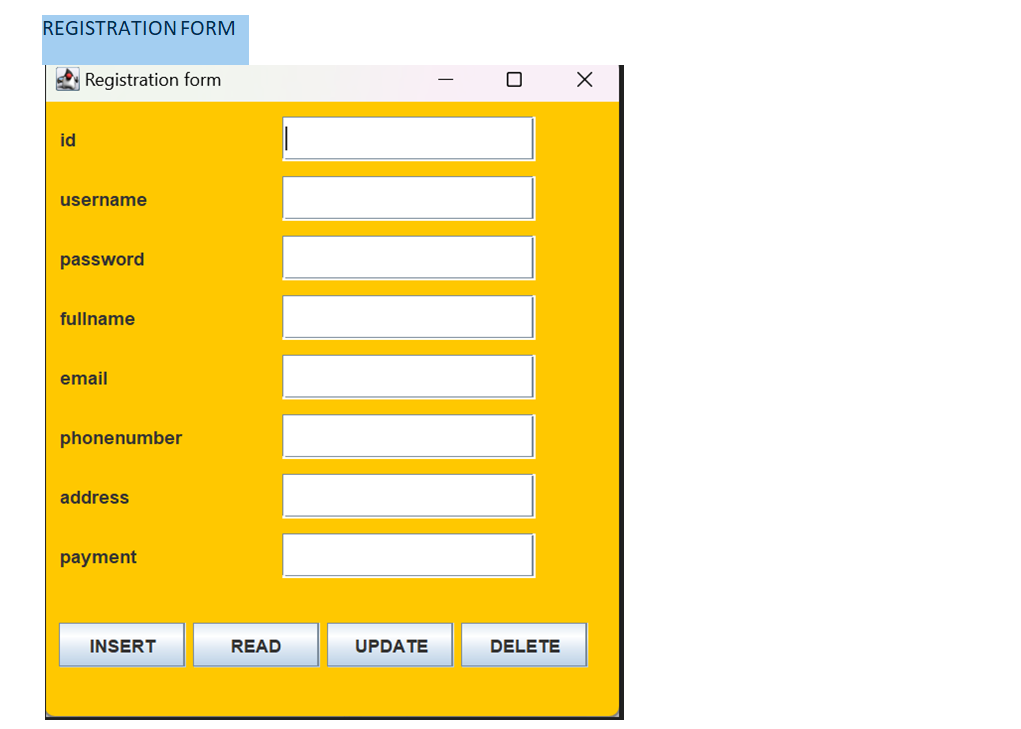 REGISTRATION FORM
Registration form
id
username
password
fullname
email
phonenumber
address
payment
INSERT READ UPDATE DELETE